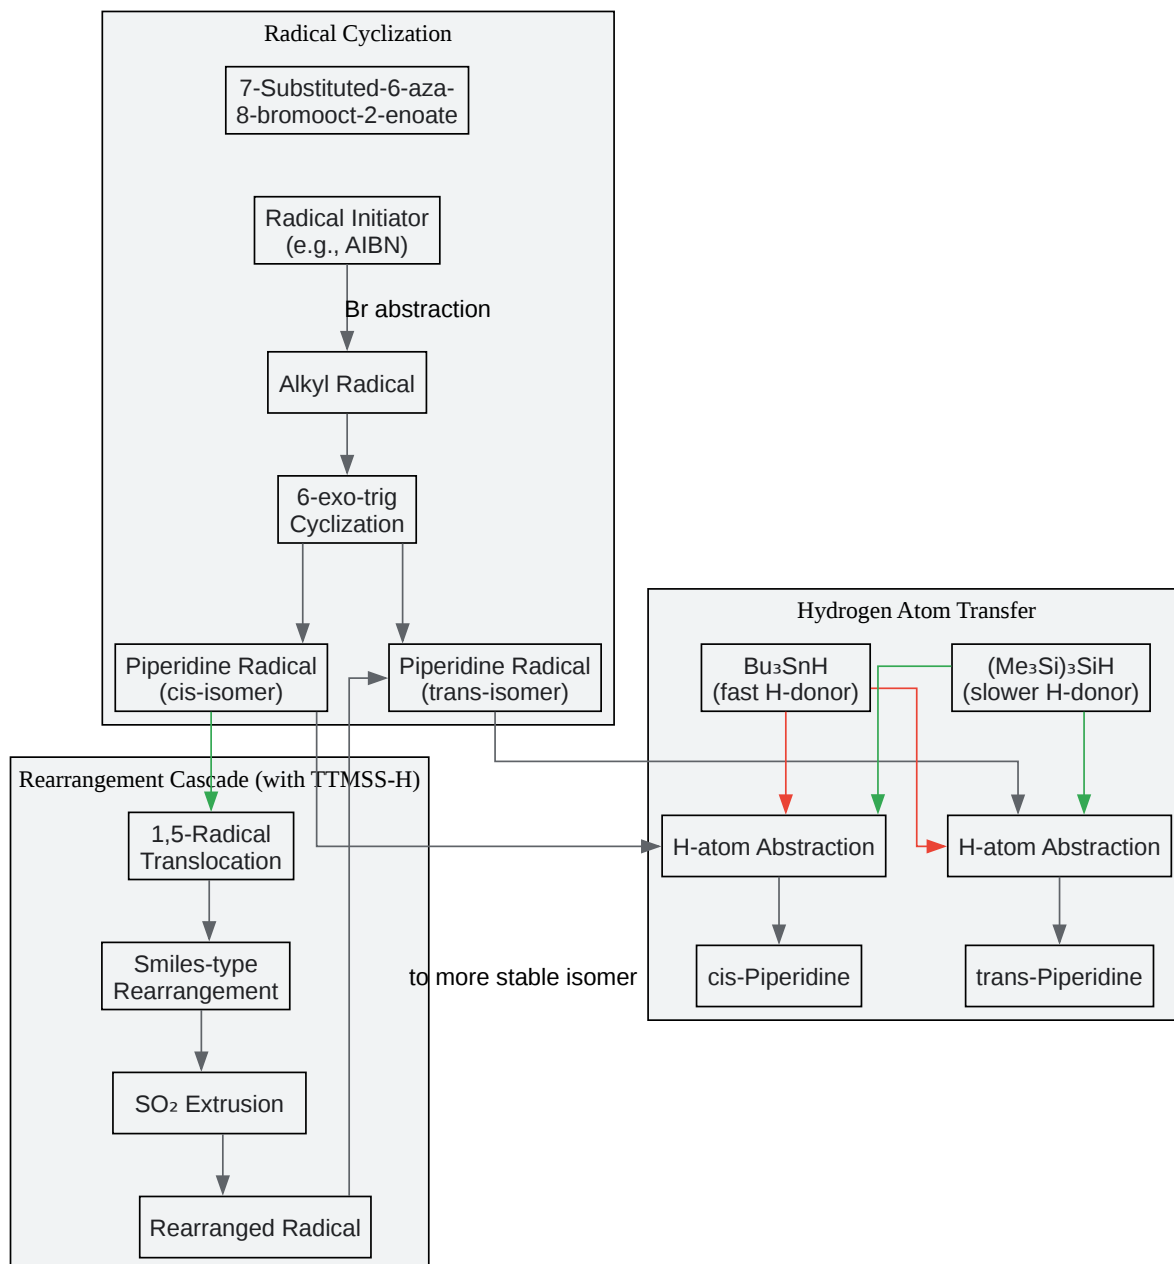 Radical Cyclization
7-Substituted-6-aza-
8-bromooct-2-enoate
Radical Initiator
(e.g., AIBN)
Br abstraction
Alkyl Radical
6-exo-trig
Cyclization
Piperidine Radical
(cis-isomer)
Piperidine Radical
(trans-isomer)
Hydrogen Atom Transfer
Bu₃SnH
(fast H-donor)
(Me₃Si)₃SiH
(slower H-donor)
Rearrangement Cascade (with TTMSS-H)
1,5-Radical
Translocation
H-atom Abstraction
H-atom Abstraction
Smiles-type
Rearrangement
to more stable isomer
cis-Piperidine
trans-Piperidine
SO₂ Extrusion
Rearranged Radical